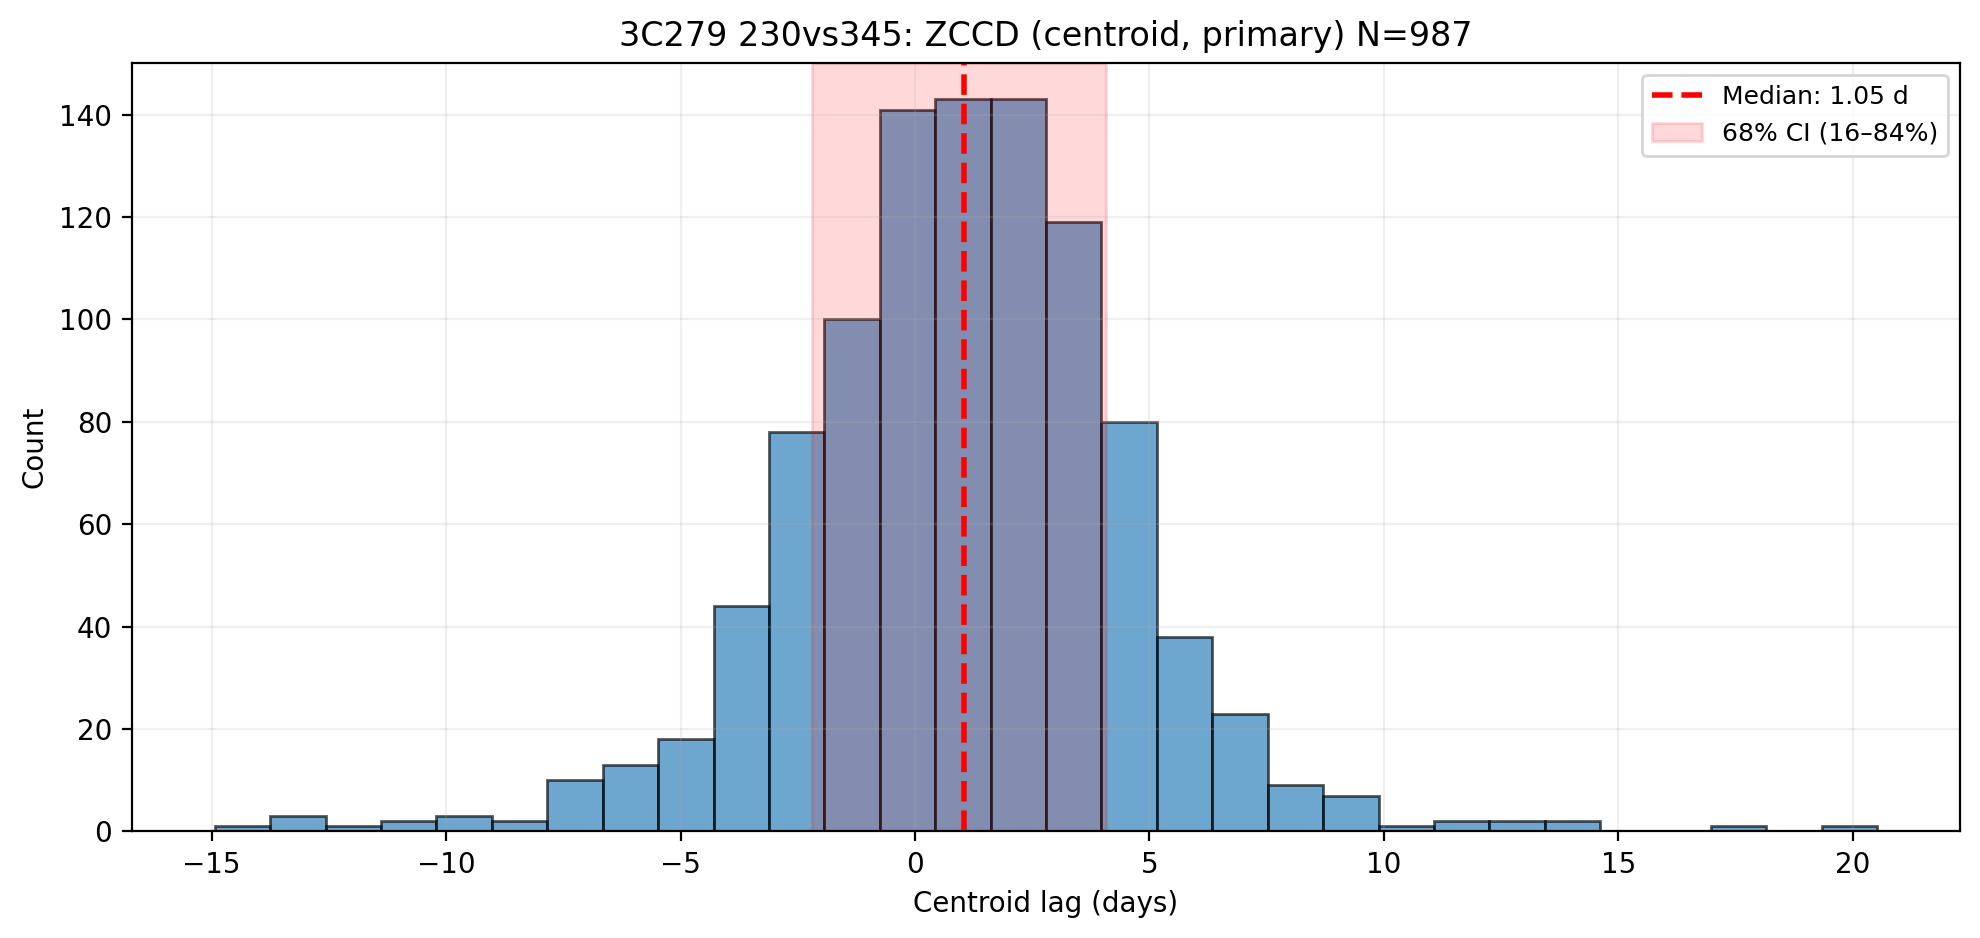 3C279 230vs345: ZCCD (centroid, primary) N=987
Median: 1.05 d
68% CI (16–84%)
140
120
100
80
60
40
20
0
Count
−15 −10 −5 0 5 10 15 20
Centroid lag (days)